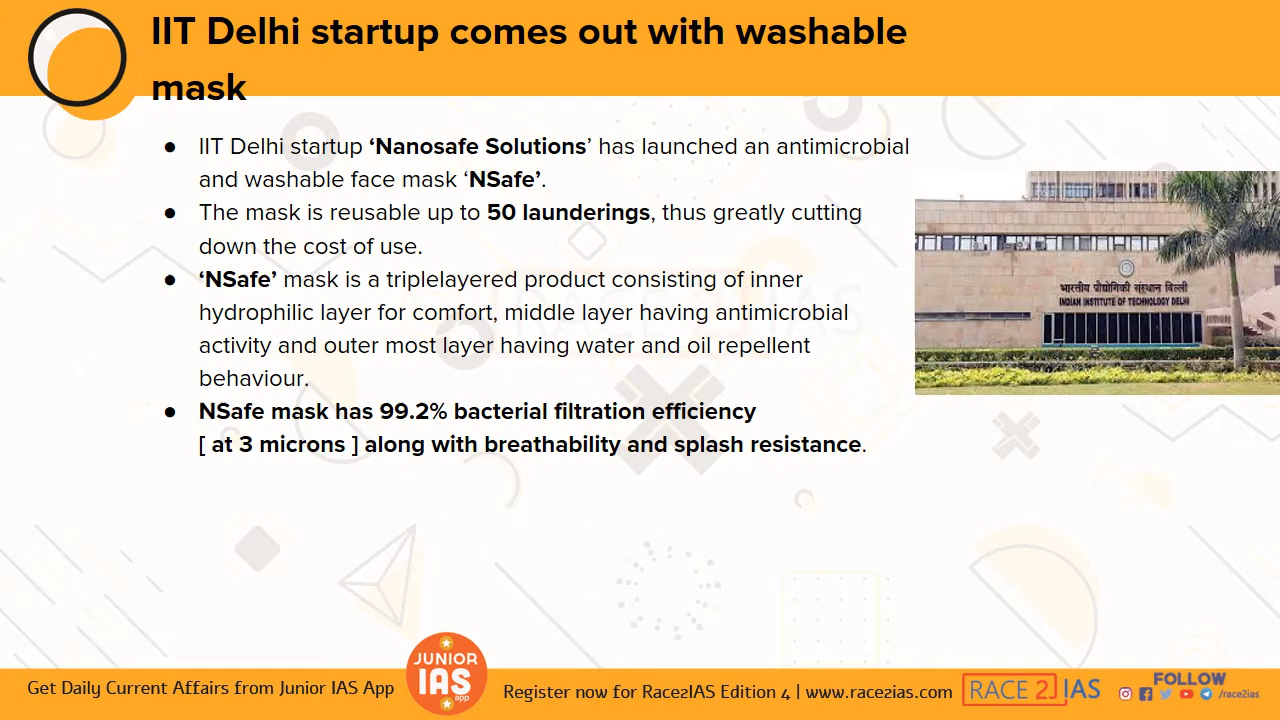 IIT Delhi startup comes out with washable
mask
● IIT Delhi startup ‘Nanosafe Solutions’ has launched an antimicrobial
and washable face mask ‘NSafe’.
● The mask is reusable up to 50 launderings, thus greatly cutting
down the cost of use.
● ‘NSafe’ mask is a triplelayered product consisting of inner
hydrophilic layer for comfort, middle layer having antimicrobial
activity and outer most layer having water and oil repellent
behaviour.
● NSafe mask has 99.2% bacterial filtration efficiency
[ at 3 microns ] along with breathability and splash resistance.
भारतीय प्रौद्योगिकी संस्थान दिल्ली
INDIAN INSTITUTE OF TECHNOLOGY DELHI
RACE 2 IAS
Get Daily Current Affairs from Junior IAS App
JUNIOR
IAS
app
Register now for Race2IAS Edition 4 | www.race2ias.com
RACE 2 IAS
FOLLOW
/race2ias